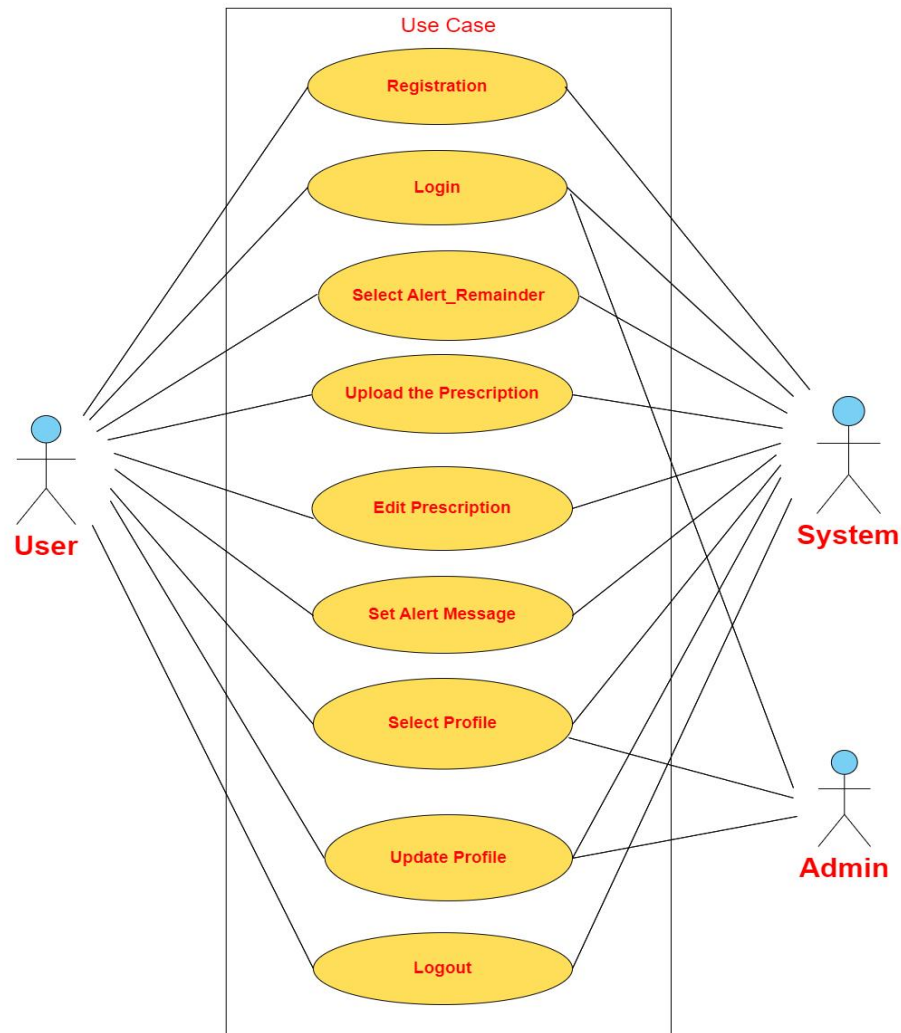 Use Case
Registration
Login
Select Alert_Remainder
Upload the Prescription
Edit Prescription
Set Alert Message
Select Profile
Update Profile
Logout
User
System
Admin